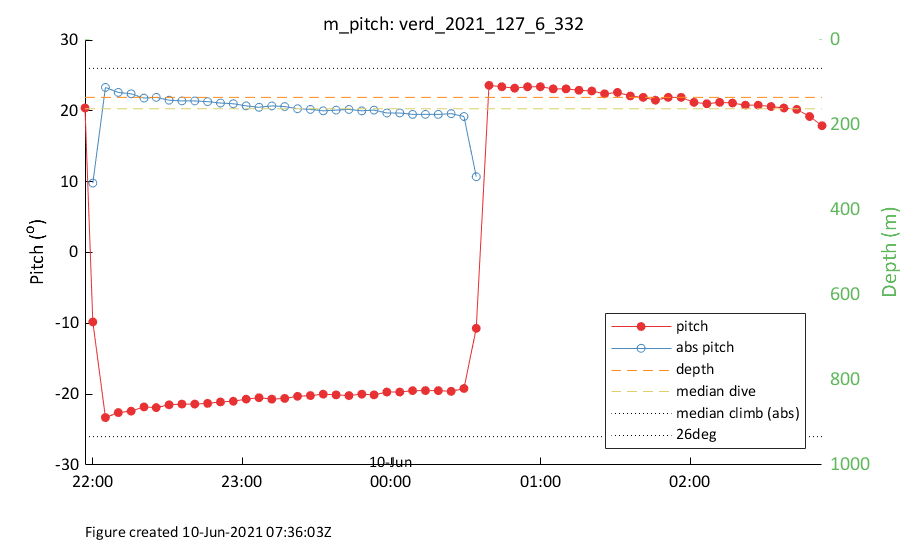 m_pitch: verd_2021_127_6_332
30
20
10
0
-10
-20
-30
Pitch (o)
0
200
400
600
800
1000
Depth (m)
pitch
abs pitch
depth
median dive
median climb (abs)
26deg
10-Jun
22:00 23:00 00:00 01:00 02:00
Figure created 10-Jun-2021 07:36:03Z